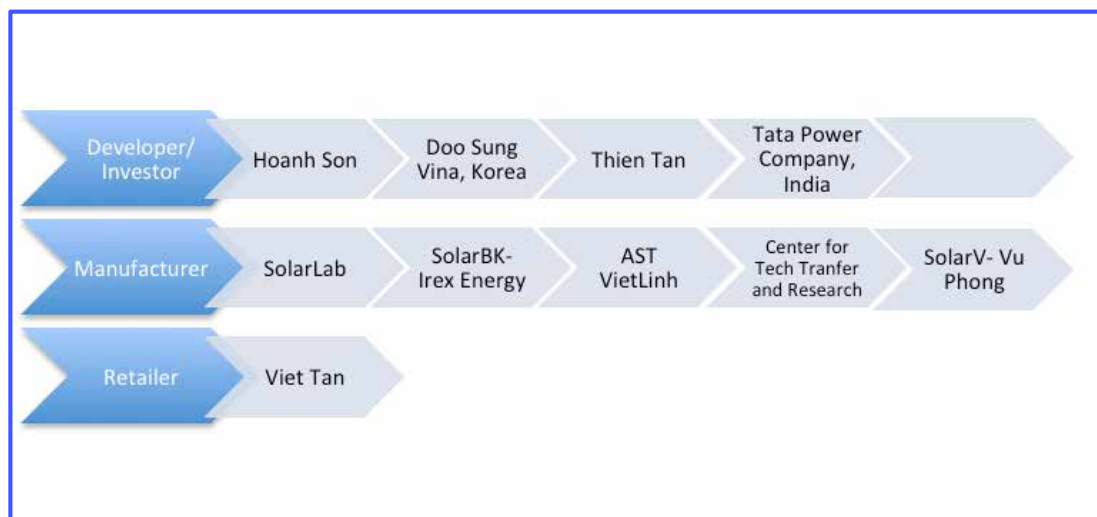 Developer/
Investor
Hoanh Son
Doo Sung
Vina, Korea
Thien Tan
Tata Power
Company,
India
Manufacturer
SolarLab
SolarBK-
Irex Energy
AST
VietLinh
Center for
Tech Tranfer
and Research
SolarV- Vu
Phong
Retailer
Viet Tan